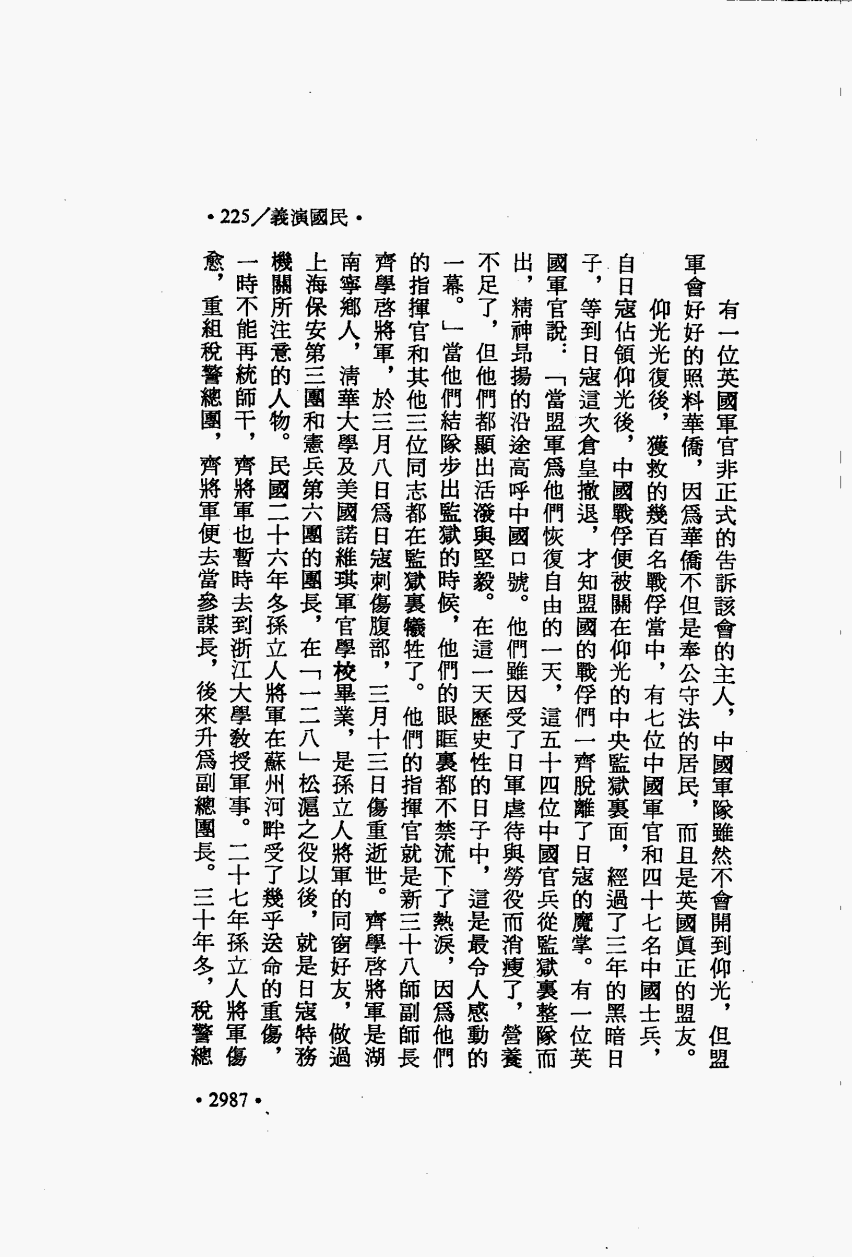 •225/義演國民•
有一位英國軍官非正式的告訴該會的主人，中國軍隊雖然不會開到仰光，但盟
軍會好好的照料華僑，因爲華僑不但是奉公守法的居民，而且是英國眞正的盟友。
仰光光復後，獲救的幾百名戰俘當中，有七位中國軍官和四十七名中國士兵，
自日寇佔領仰光後，中國戰俘便被關在仰光的中央監獄裏面，經過了三年的黑暗日
子，等到日寇這次倉皇撤退，才知盟國的戰俘們一齊脫離了日寇的魔掌。有一位英
國軍官說：「當盟軍爲他們恢復自由的一天，這五十四位中國官兵從監獄裏整隊而
出，精神昂揚的沿途高呼中國口號。他們雖因受了日軍虐待與勞役而消瘦了，營養
不足了，但他們都顯出活潑與堅毅。在這一天歷史性的日子中，這是最令人感動的
一幕。」當他們結隊步出監獄的時候，他們的眼眶裏都不禁流下了熱淚，因爲他們
的指揮官和其他三位同志都在監獄裏犧牲了。他們的指揮官就是新三十八師副師長
齊學啓將軍，於三月八日爲日寇刺傷腹部，三月十三日傷重逝世。齊學啓將軍是湖
南寧鄉人，淸華大學及美國諾維琪軍官學校畢業，是孫立人將軍的同窗好友，做過
上海保安第三團和憲兵第六團的團長，在「一二八」松滬之役以後，就是日寇特務
機關所注意的人物。民國二十六年冬孫立人將軍在蘇州河畔受了幾乎送命的重傷，
一時不能再統師干，齊將軍也暫時去到浙江大學敎授軍事。二十七年孫立人將軍傷
愈，重組稅警總團，齊將軍便去當參謀長，後來升爲副總團長。三十年冬，稅警總
•2987•